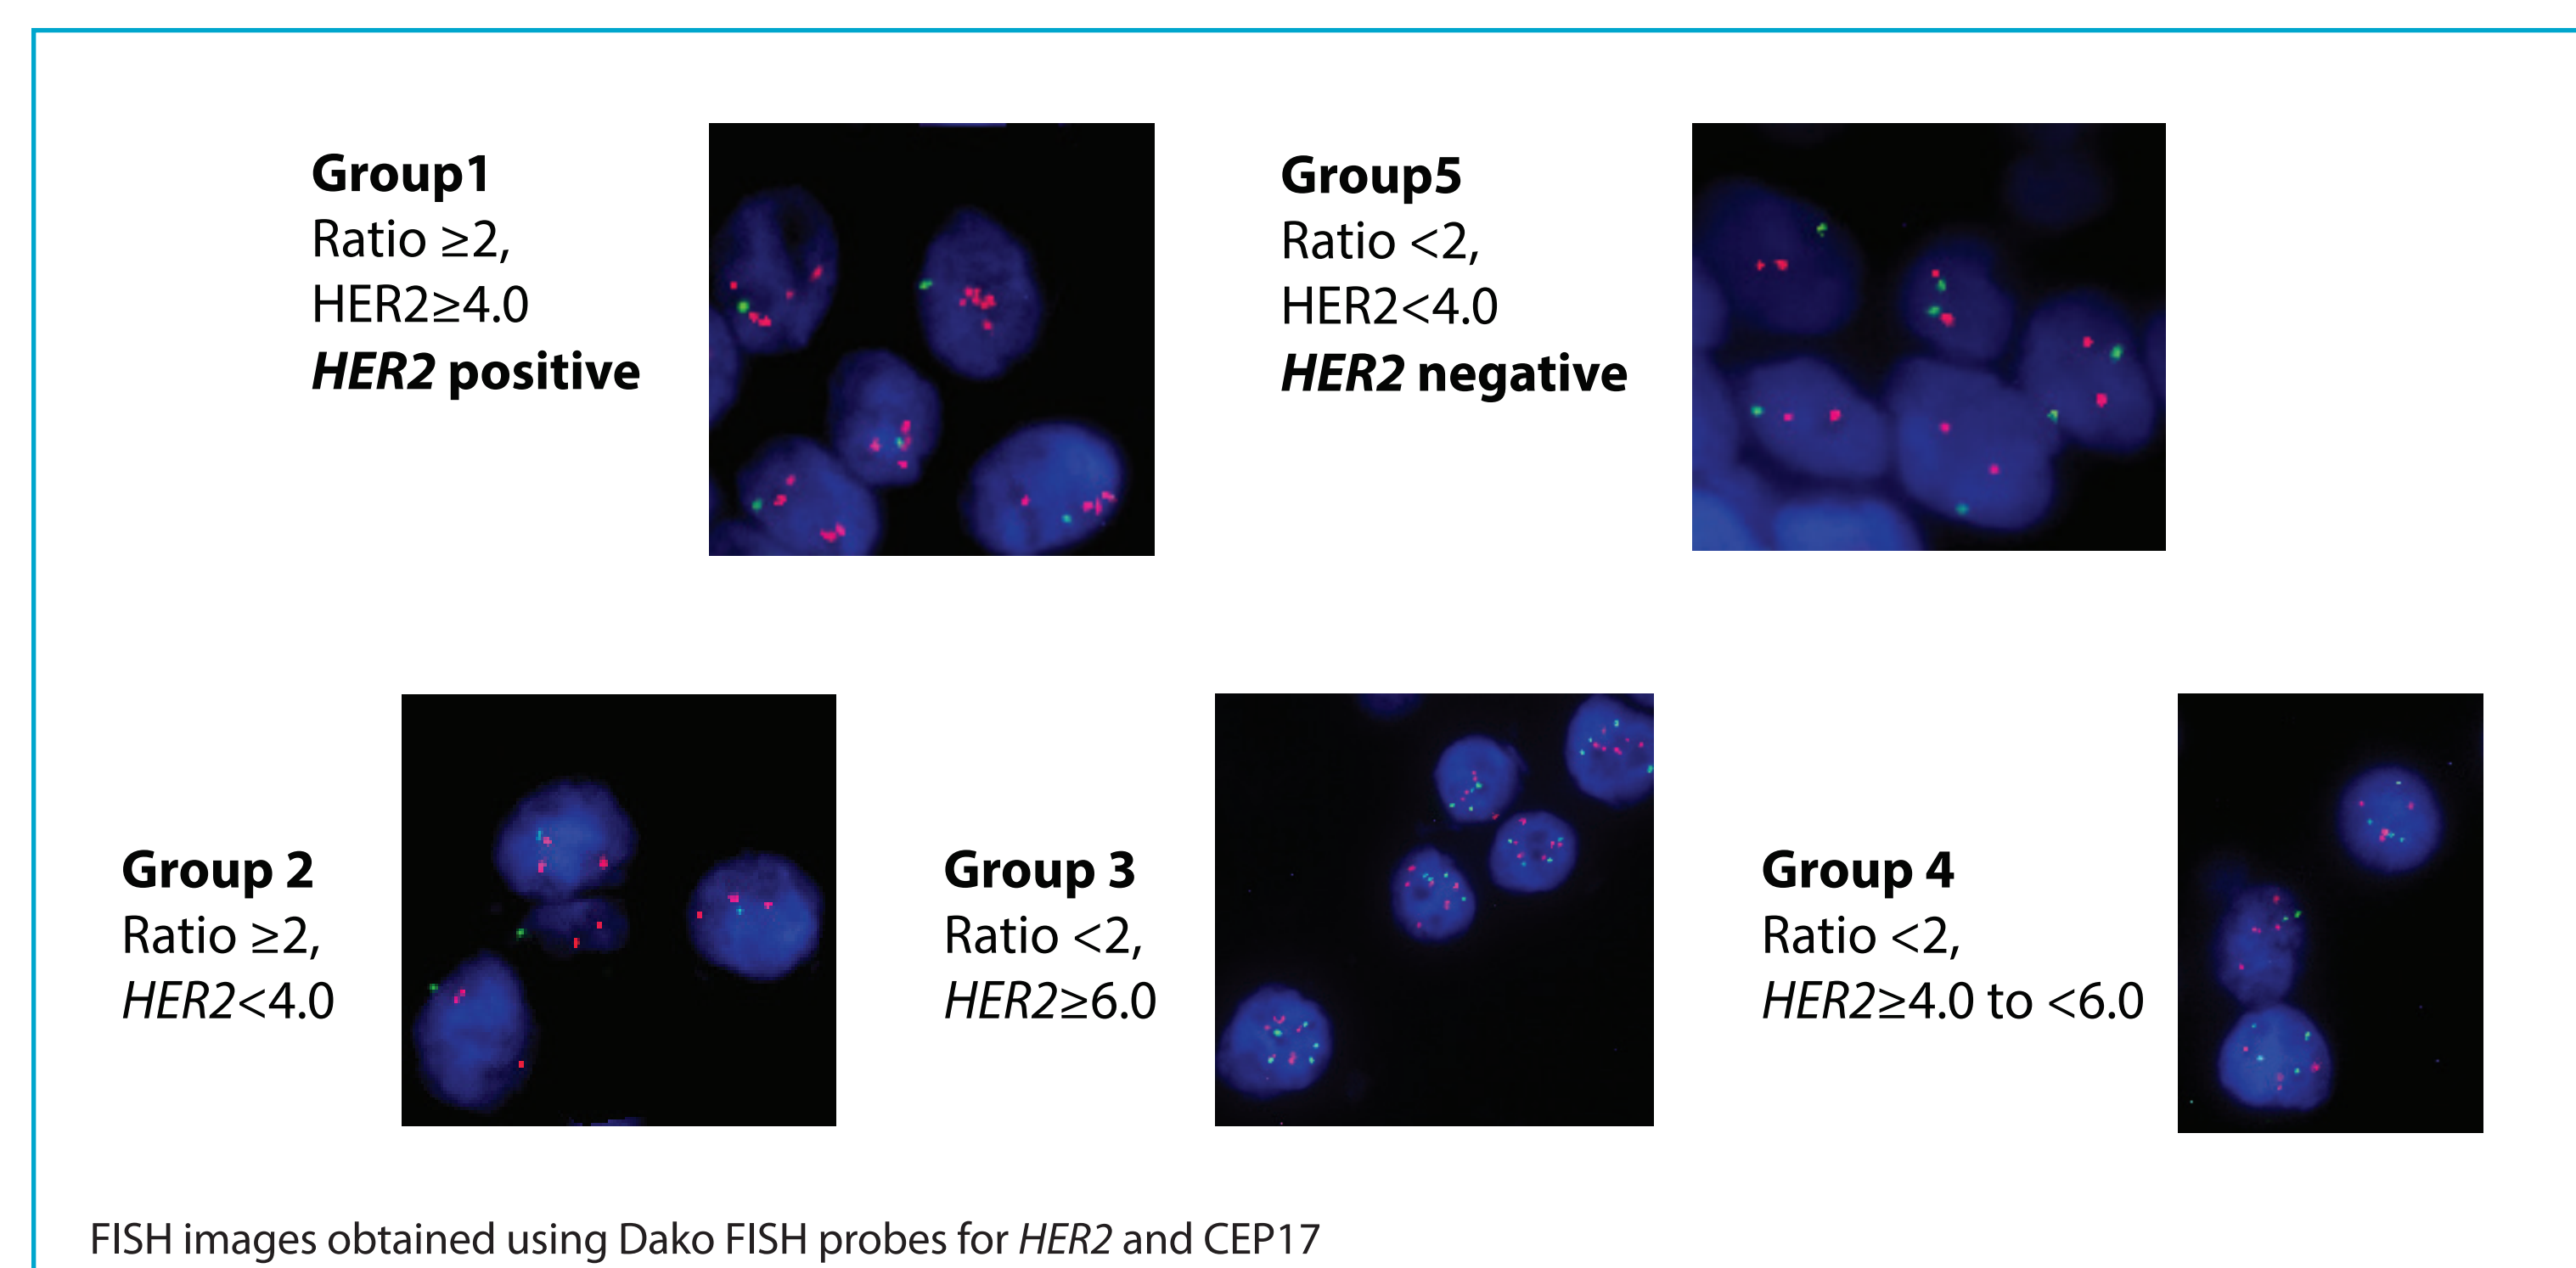 Group1
Ratio ≥2,
HER2≥4.0
HER2 positive
Group5
Ratio <2,
HER2<4.0
HER2 negative
Group 2
Ratio ≥2,
HER2<4.0
Group 3
Ratio <2,
HER2≥6.0
Group 4
Ratio <2,
HER2≥4.0 to <6.0
FISH images obtained using Dako FISH probes for HER2 and CEP17